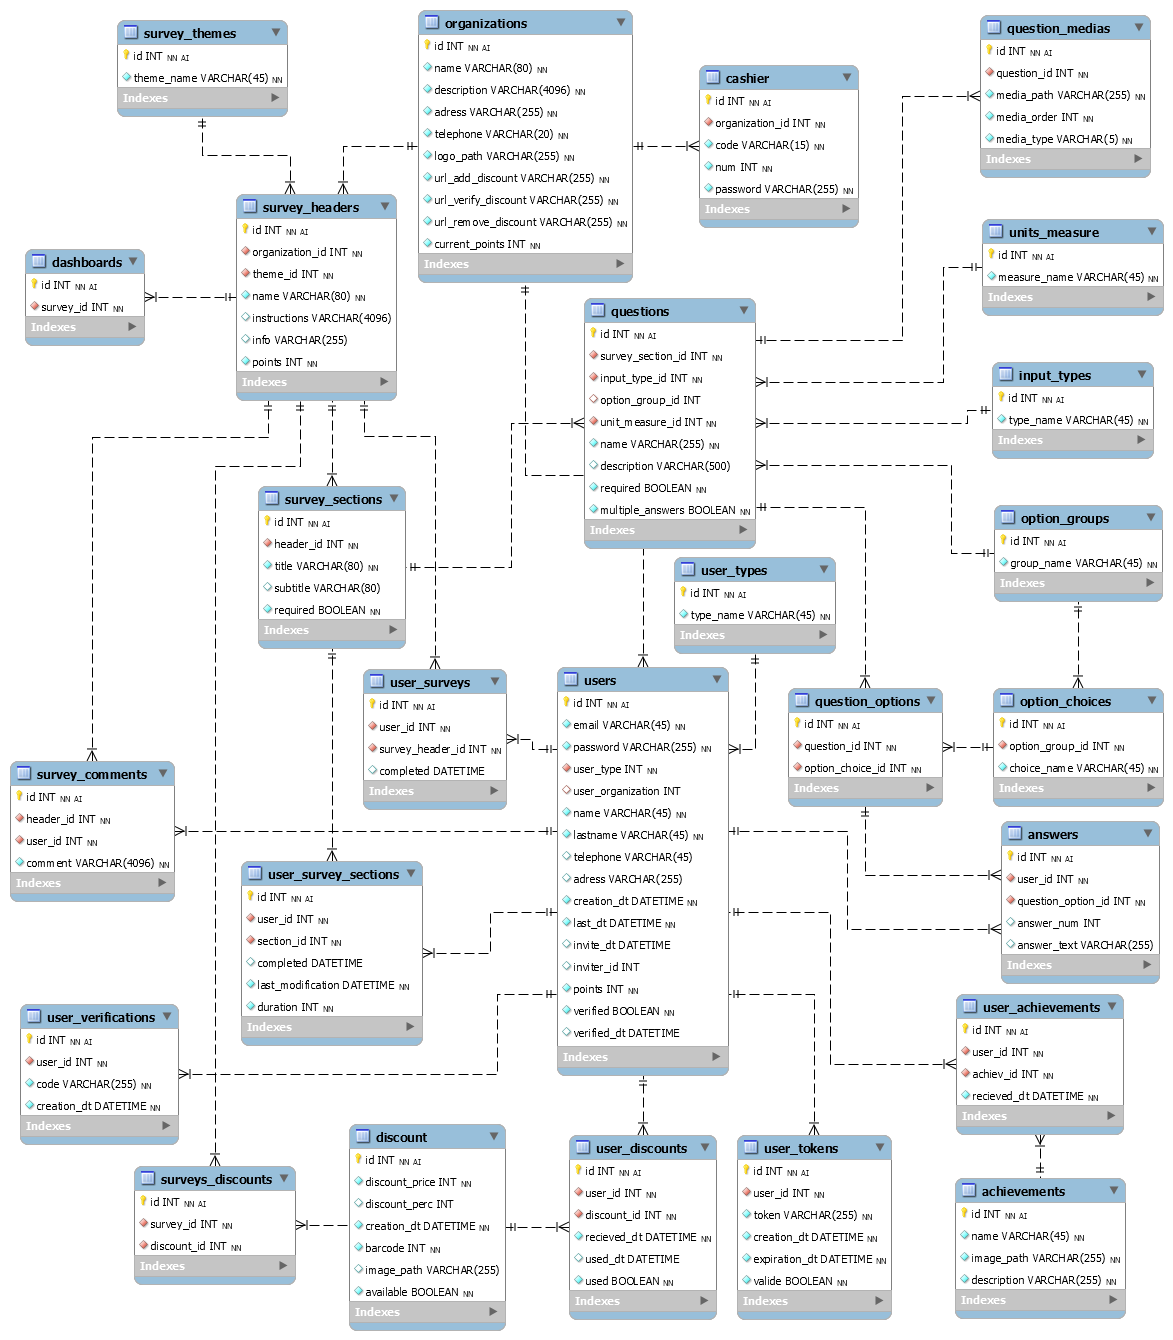 survey_themes
id INT NN AI
theme_name VARCHAR(45) NN
Indexes
organizations
id INT NN AI
name VARCHAR(80) NN
description VARCHAR(4096) NN
adress VARCHAR(255) NN
telephone VARCHAR(20) NN
logo_path VARCHAR(255) NN
url_add_discount VARCHAR(255) NN
url_verify_discount VARCHAR(255) NN
url_remove_discount VARCHAR(255) NN
current_points INT NN
Indexes
cashier
id INT NN AI
organization_id INT NN
code VARCHAR(15) NN
num INT NN
password VARCHAR(255) NN
Indexes
question_medias
id INT NN AI
question_id INT NN
media_path VARCHAR(255) NN
media_order INT NN
media_type VARCHAR(5) NN
Indexes
survey_headers
id INT NN AI
organization_id INT NN
theme_id INT NN
name VARCHAR(80) NN
instructions VARCHAR(4096)
info VARCHAR(255)
points INT NN
Indexes
dashboards
id INT NN AI
survey_id INT NN
Indexes
units_measure
id INT NN AI
measure_name VARCHAR(45) NN
Indexes
questions
id INT NN AI
survey_section_id INT NN
input_type_id INT NN
option_group_id INT
unit_measure_id INT NN
name VARCHAR(255) NN
description VARCHAR(500)
required BOOLEAN NN
multiple_answers BOOLEAN NN
Indexes
input_types
id INT NN AI
type_name VARCHAR(45) NN
Indexes
survey_sections
id INT NN AI
header_id INT NN
title VARCHAR(80) NN
subtitle VARCHAR(80)
required BOOLEAN NN
Indexes
option_groups
id INT NN AI
group_name VARCHAR(45) NN
Indexes
user_types
id INT NN AI
type_name VARCHAR(45) NN
Indexes
user_surveys
id INT NN AI
user_id INT NN
survey_header_id INT NN
completed DATETIME
Indexes
users
id INT NN AI
email VARCHAR(45) NN
password VARCHAR(255) NN
user_type INT NN
user_organization INT
name VARCHAR(45) NN
lastname VARCHAR(45) NN
telephone VARCHAR(45)
adress VARCHAR(255)
creation_dt DATETIME NN
last_dt DATETIME NN
invite_dt DATETIME
inviter_id INT
points INT NN
verified BOOLEAN NN
verified_dt DATETIME
Indexes
question_options
id INT NN AI
question_id INT NN
option_choice_id INT NN
Indexes
option_choices
id INT NN AI
option_group_id INT NN
choice_name VARCHAR(45) NN
Indexes
survey_comments
id INT NN AI
header_id INT NN
user_id INT NN
comment VARCHAR(4096) NN
Indexes
answers
id INT NN AI
user_id INT NN
question_option_id INT NN
answer_num INT
answer_text VARCHAR(255)
Indexes
user_survey_sections
id INT NN AI
user_id INT NN
section_id INT NN
completed DATETIME
last_modification DATETIME NN
duration INT NN
Indexes
user_verifications
id INT NN AI
user_id INT NN
code VARCHAR(255) NN
creation_dt DATETIME NN
Indexes
user_achievements
id INT NN AI
user_id INT NN
achiev_id INT NN
recieved_dt DATETIME NN
Indexes
surveys_discounts
id INT NN AI
survey_id INT NN
discount_id INT NN
Indexes
discount
id INT NN AI
discount_price INT NN
discount_perc INT
creation_dt DATETIME NN
barcode INT NN
image_path VARCHAR(255)
available BOOLEAN NN
Indexes
user_discounts
id INT NN AI
user_id INT NN
discount_id INT NN
recieved_dt DATETIME NN
used_dt DATETIME
used BOOLEAN NN
Indexes
user_tokens
id INT NN AI
user_id INT NN
token VARCHAR(255) NN
creation_dt DATETIME NN
expiration_dt DATETIME NN
valide BOOLEAN NN
Indexes
achievements
id INT NN AI
name VARCHAR(45) NN
image_path VARCHAR(255) NN
description VARCHAR(255) NN
Indexes